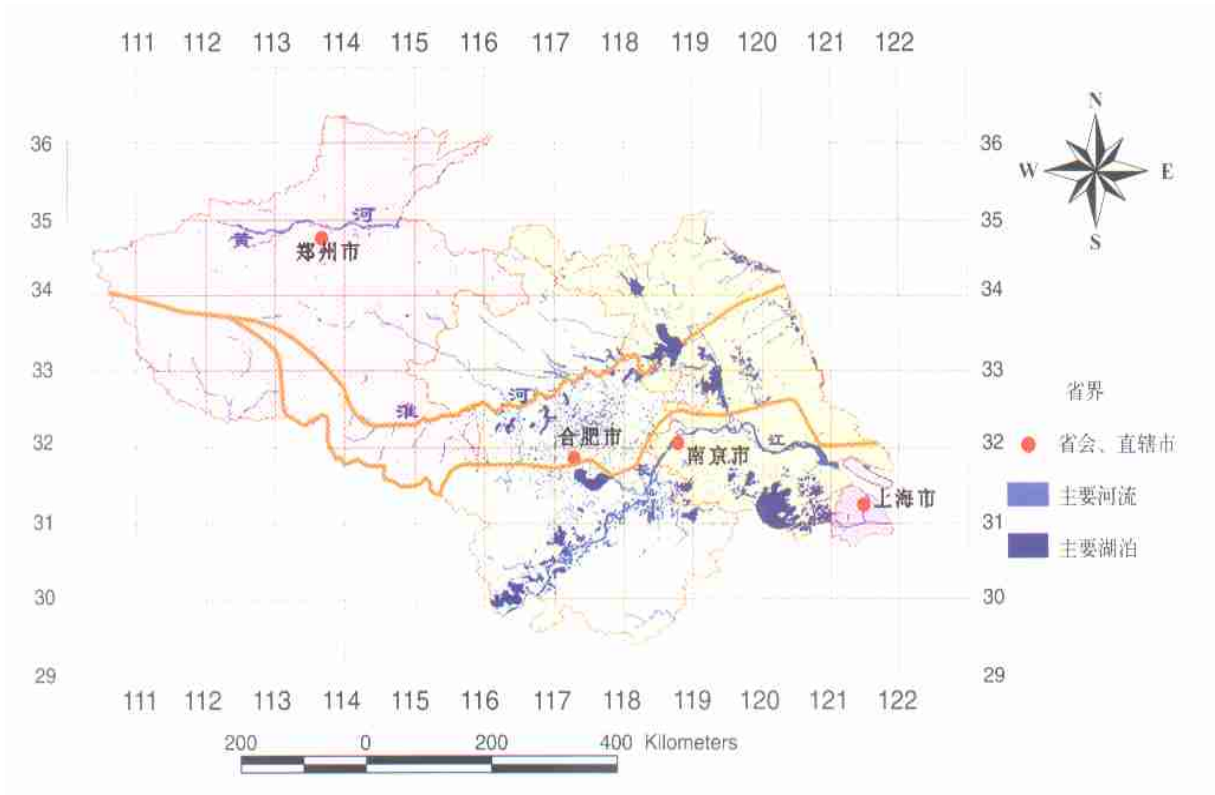 111 112 113 114 115 116 117 118 119 120 121 122
36 36
N
W E
S
35 35
黄 河
郑州市
34 34
33 33
省界
淮 河
32 32
合肥市
江
省会、直辖市
南京市
长
上海市
主要河流
31 31
主要湖泊
30 30
29 29
111 112 113 114 115 116 117 118 119 120 121 122
200 0 200 400 Kilometers